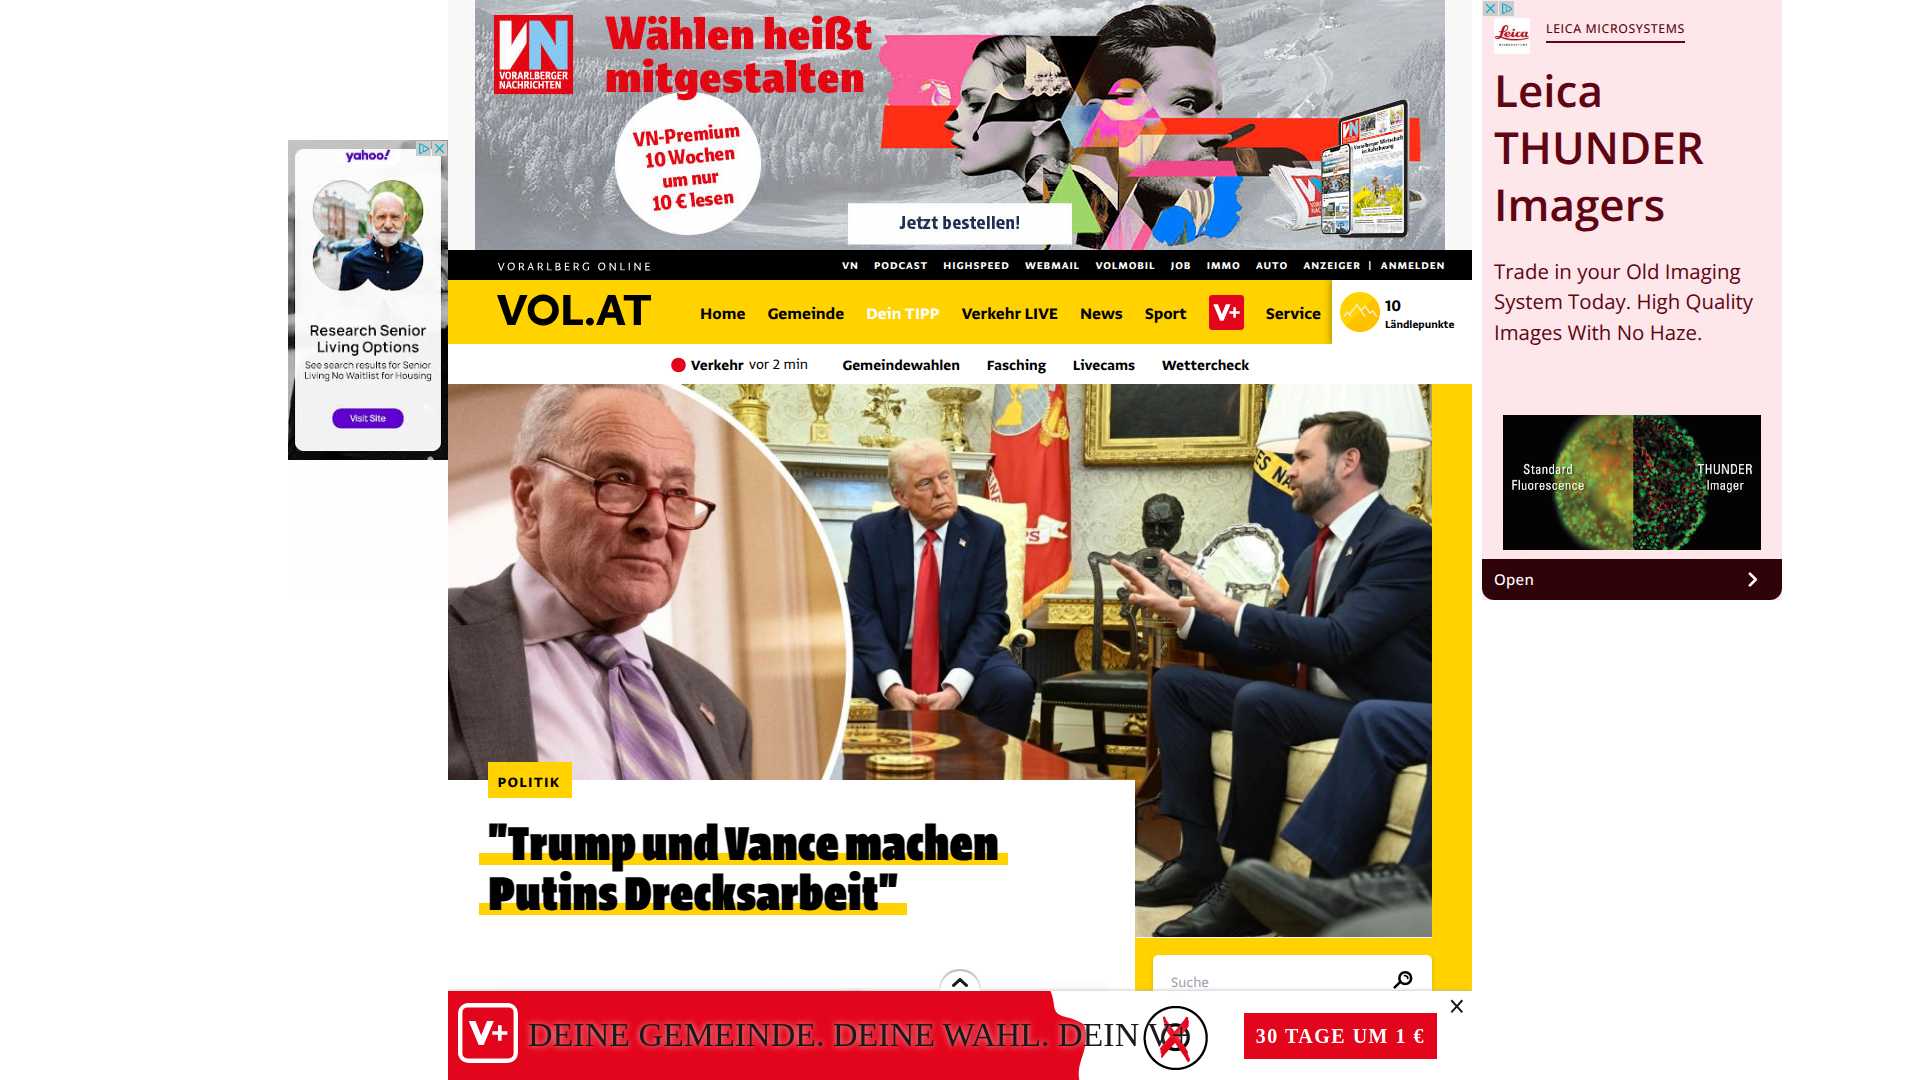 VN
VORARLBERGER
NACHRICHTEN
Wählen heißt
mitgestalten
VN-Premium
10 Wochen
um nur
10 € lesen
Jetzt bestellen!
VORARLBERG ONLINE
VN PODCAST HIGHSPEED WEBMAIL VOLMOBIL JOB IMMO AUTO ANZEIGER | ANMELDEN
VOL.AT
Home Gemeinde Dein TIPP Verkehr LIVE News Sport V+ Service
10
Ländlepunkte
Verkehr vor 2 min Gemeindewahlen Fasching Livecams Wettercheck
yahoo!
Research Senior
Living Options
See search results for Senior
Living No Waitlist for Housing
Visit Site
Leica
MICROSYSTEMS
LEICA MICROSYSTEMS
Leica
THUNDER
Imagers
Trade in your Old Imaging
System Today. High Quality
Images With No Haze.
Standard
Fluorescence
THUNDER
Imager
Open
POLITIK
"Trump und Vance machen
Putins Drecksarbeit"
Suche
V+
DEINE GEMEINDE. DEINE WAHL. DEIN V+
30 TAGE UM 1 €